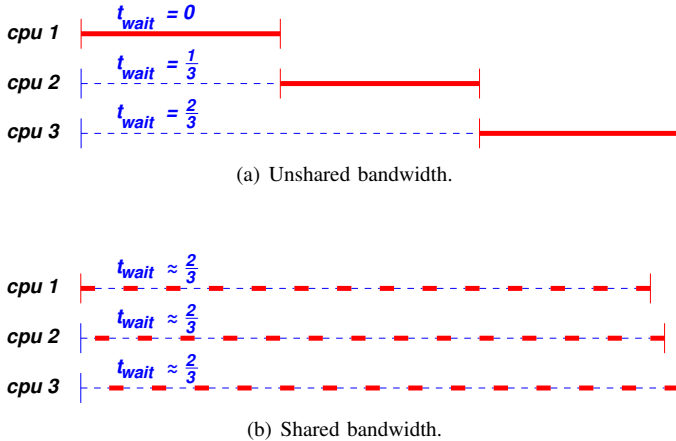 t_wait = 0
cpu 1
t_wait = 1/3
cpu 2
t_wait = 2/3
cpu 3
(a) Unshared bandwidth.
t_wait ≈ 2/3
cpu 1
t_wait ≈ 2/3
cpu 2
t_wait ≈ 2/3
cpu 3
(b) Shared bandwidth.